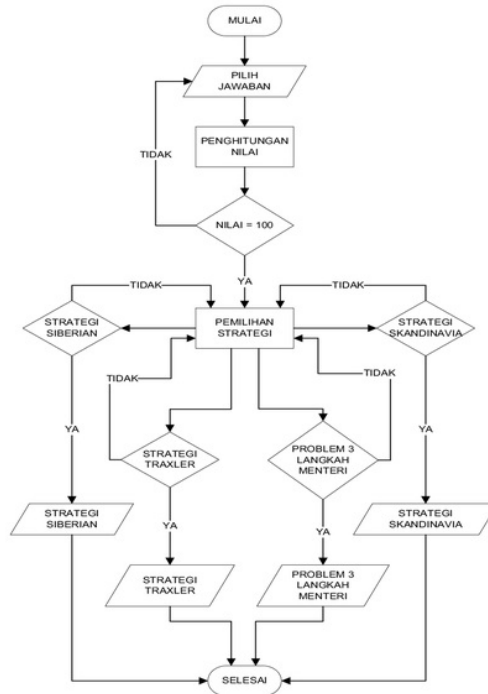 MULAI
PILIH
JAWABAN
TIDAK
PENGHITUNGAN
NILAI
NILAI = 100
YA
TIDAK
TIDAK
STRATEGI
SIBERIAN
PEMILIHAN
STRATEGI
STRATEGI
SKANDINAVIA
TIDAK
TIDAK
YA
YA
STRATEGI
TRAXLER
PROBLEM 3
LANGKAH
MENTERI
STRATEGI
SIBERIAN
YA
YA
STRATEGI
SKANDINAVIA
STRATEGI
TRAXLER
PROBLEM 3
LANGKAH
MENTERI
SELESAI